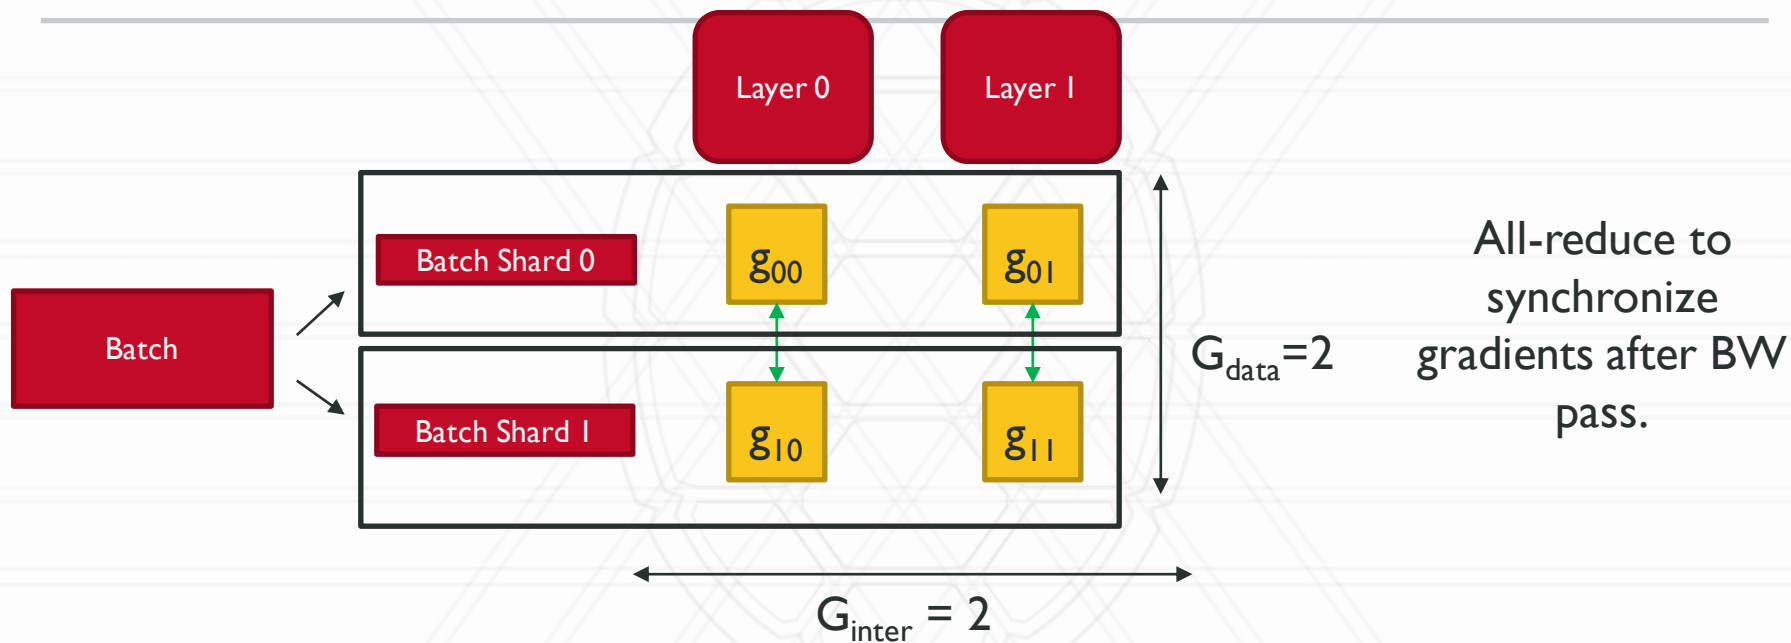 Layer 0
Layer 1
Batch
Batch Shard 0
g00
g01
Batch Shard 1
g10
g11
Gdata=2
Ginter = 2
All-reduce to
synchronize
gradients after BW
pass.